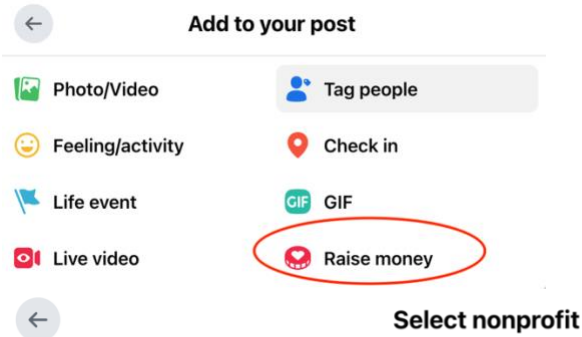 Add to your post
Photo/Video Tag people
Feeling/activity Check in
Life event GIF GIF
Live video Raise money
Select nonprofit